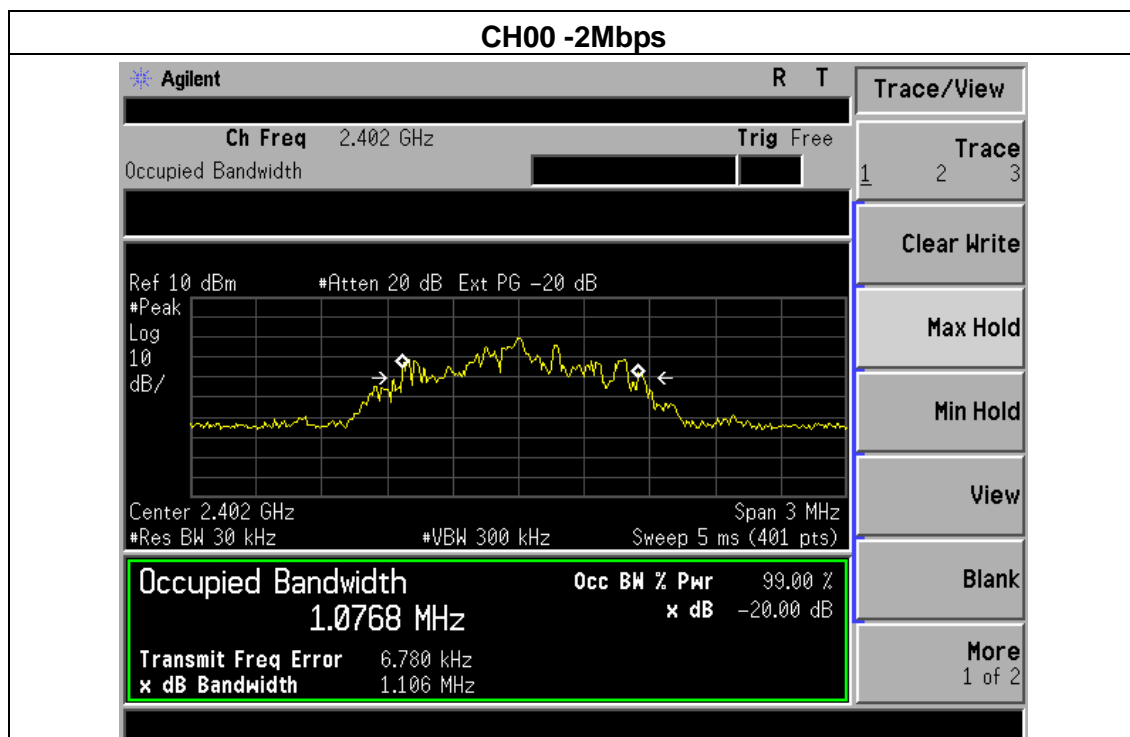 CH00 -2Mbps
Agilent R T
Trace/View
Ch Freq 2.402 GHz Trig Free
Occupied Bandwidth
Trace
1 2 3
Clear Write
Ref 10 dBm #Atten 20 dB Ext PG -20 dB
#Peak
Log
10
dB/
Max Hold
Min Hold
View
Center 2.402 GHz Span 3 MHz
#Res BW 30 kHz #VBW 300 kHz Sweep 5 ms (401 pts)
Occupied Bandwidth Occ BW % Pwr 99.00 %
1.0768 MHz x dB -20.00 dB
Blank
Transmit Freq Error 6.780 kHz
x dB Bandwidth 1.106 MHz
More
1 of 2